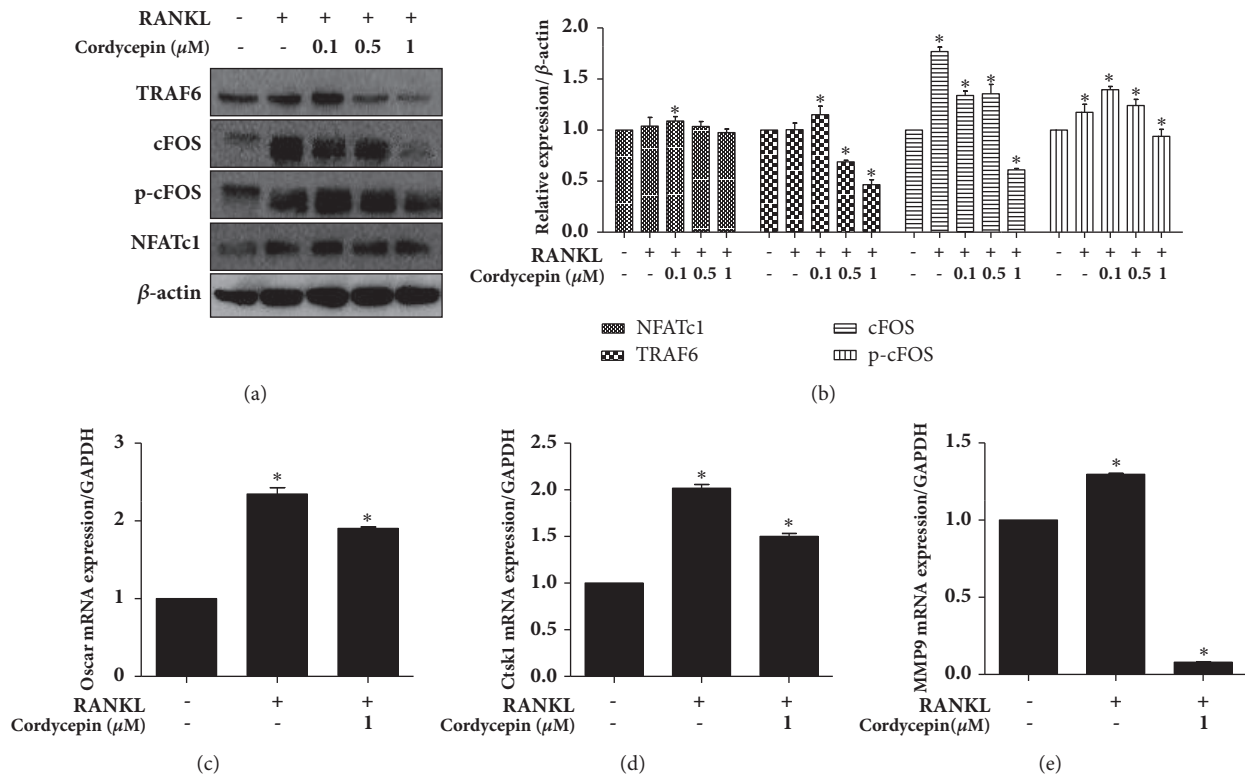 RANKL - + + + +
Cordycepin (μM) - - 0.1 0.5 1
TRAF6
cFOS
p-cFOS
NFATc1
β-actin
(a)
Relative expression/β-actin
2.0
1.5
1.0
0.5
0.0
* * * * * * * * * * * *
RANKL - + + + + - + + + + - + + + + - + + + +
Cordycepin (μM) - - 0.1 0.5 1 - - 0.1 0.5 1 - - 0.1 0.5 1 - - 0.1 0.5 1
NFATc1 cFOS
TRAF6 p-cFOS
(b)
Oscar mRNA expression/GAPDH
3
2
1
0
* *
RANKL - + +
Cordycepin (μM) - - 1
(c)
Ctsk1 mRNA expression/GAPDH
2.5
2.0
1.5
1.0
0.5
0.0
* *
RANKL - + +
Cordycepin (μM) - - 1
(d)
MMP9 mRNA expression/GAPDH
1.5
1.0
0.5
0.0
* *
RANKL - + +
Cordycepin(μM) - - 1
(e)